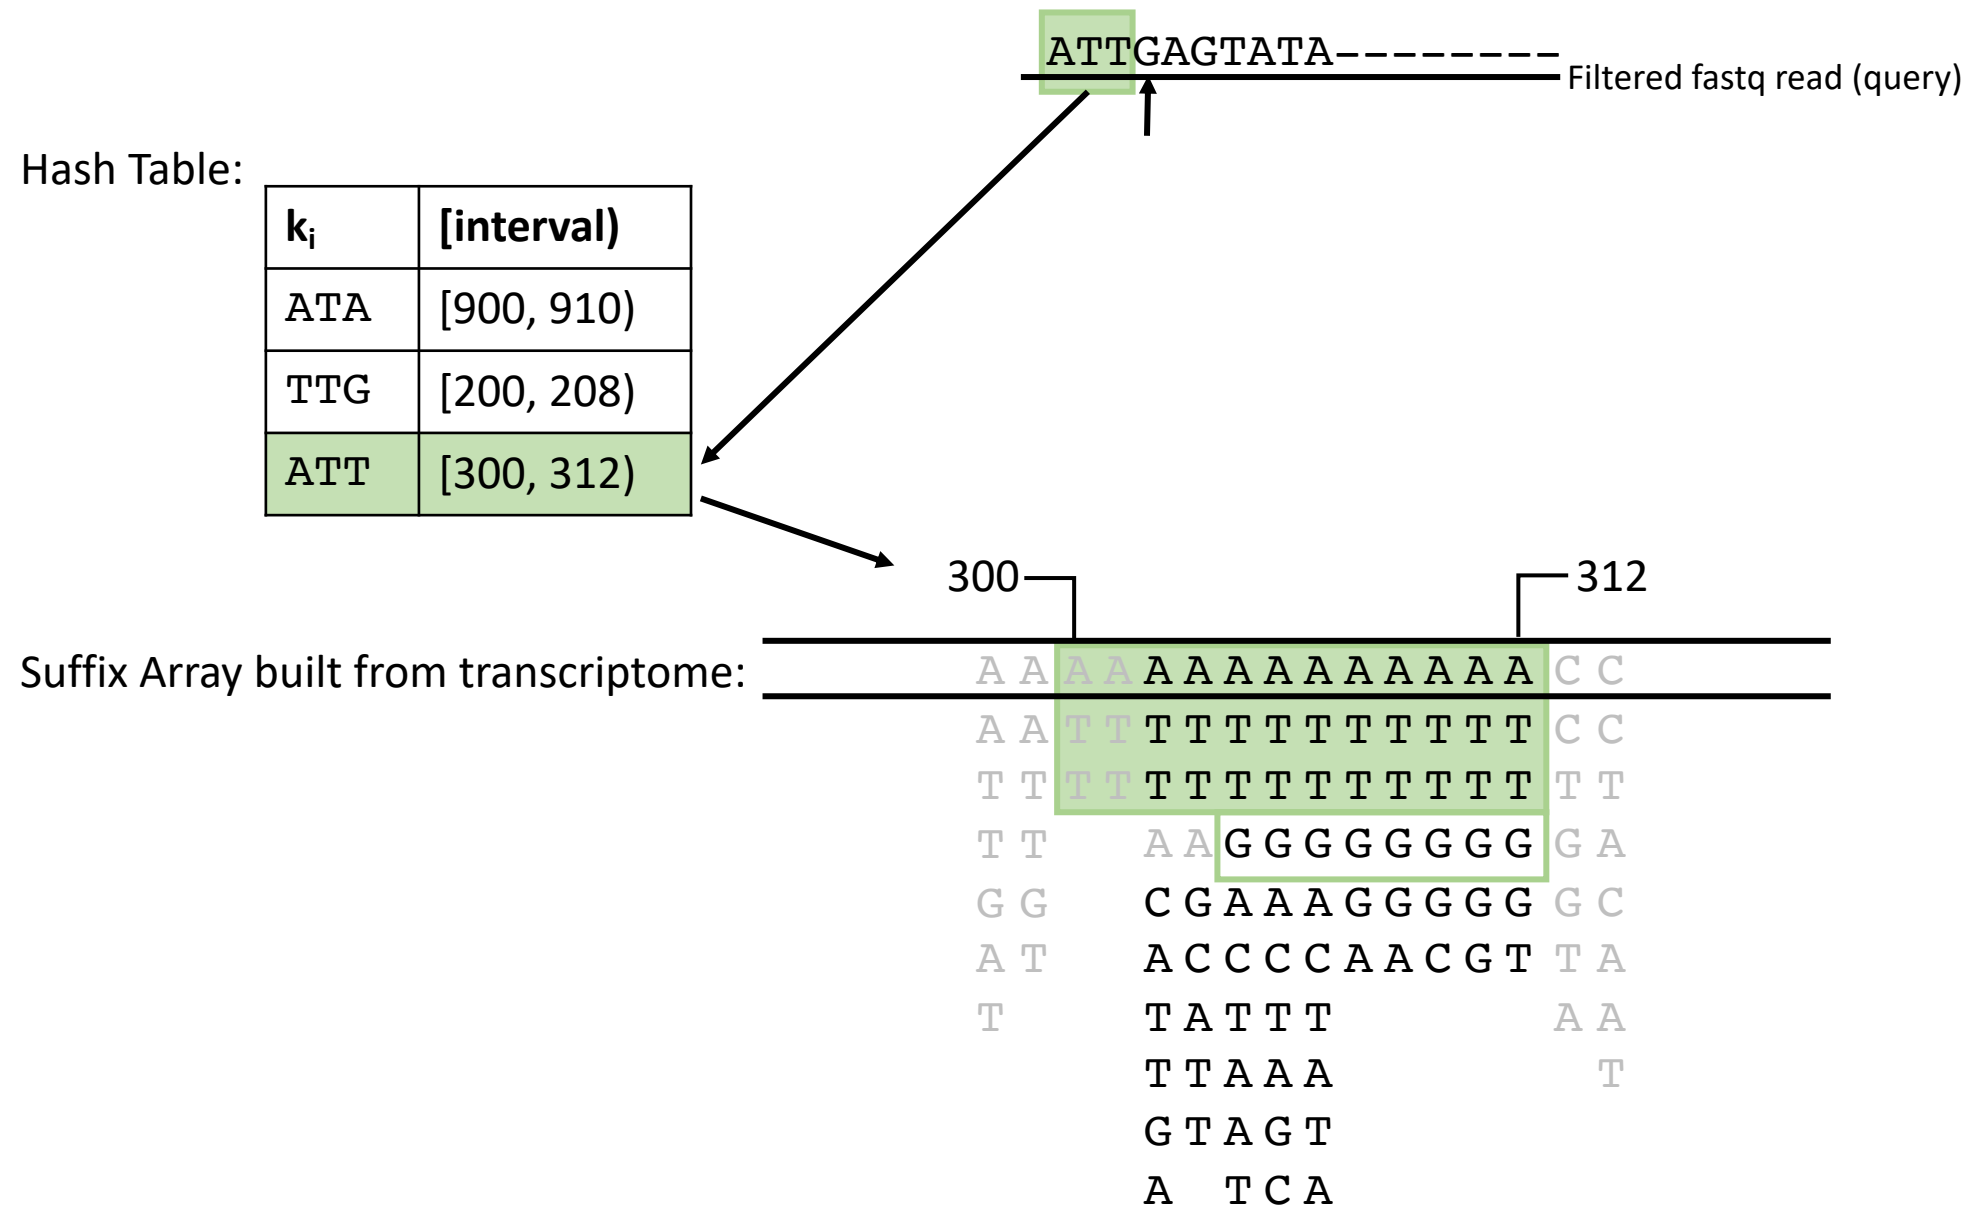 ATTGAGTATA--------
Filtered fastq read (query)
Hash Table:
ki [interval)
ATA [900, 910)
TTG [200, 208)
ATT [300, 312)
300 312
Suffix Array built from transcriptome:
A A A A A A A A A A A A A A C C
A A T T T T T T T T T T T T C C
T T T T T T T T T T T T T T T T
T T A A G G G G G G G G G A
G G C G A A A G G G G G G C
A T A C C C C A A C G T T A
T T A T T T A A
T T A A A T
G T A G T
A T C A